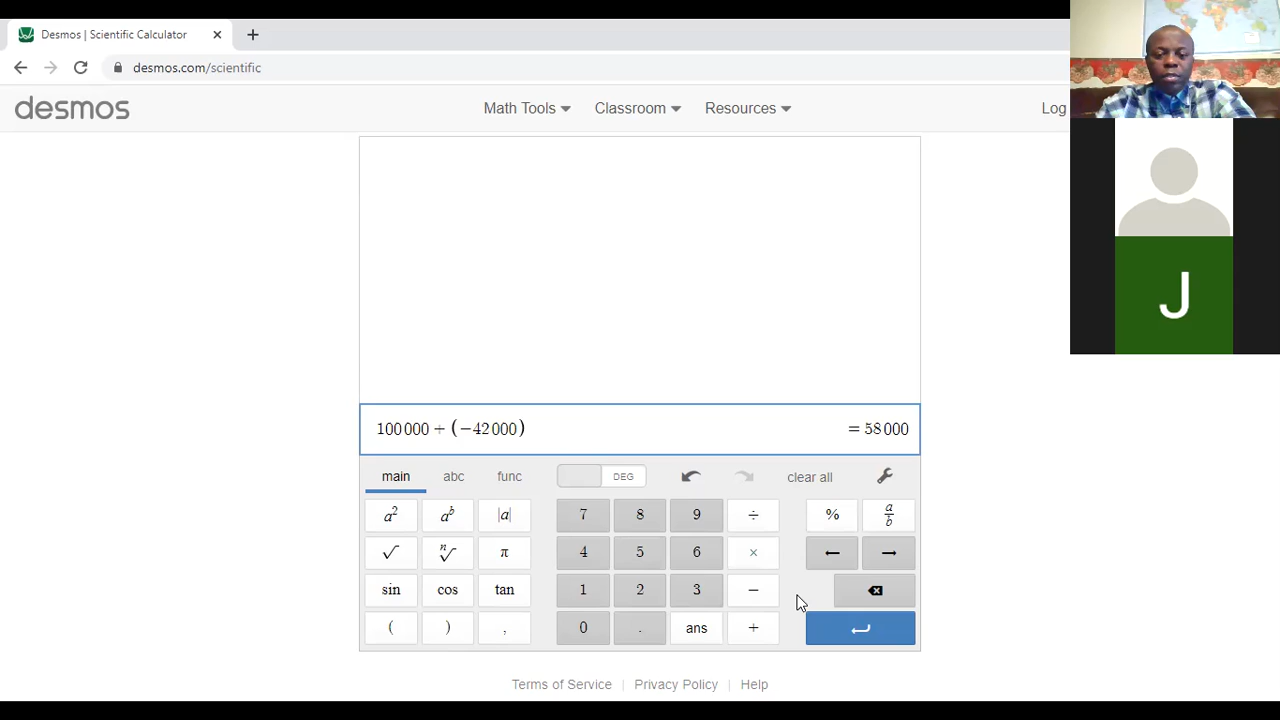 Desmos | Scientific Calculator
desmos.com/scientific
desmos Math Tools Classroom Resources Log
100000 + (−42000) = 58000
main abc func DEG clear all
a² aᵇ |a| 7 8 9 ÷ % a/b
√ ⁿ√ π 4 5 6 × ← →
sin cos tan 1 2 3 −
( ) , 0 . ans +
Terms of Service | Privacy Policy | Help
J